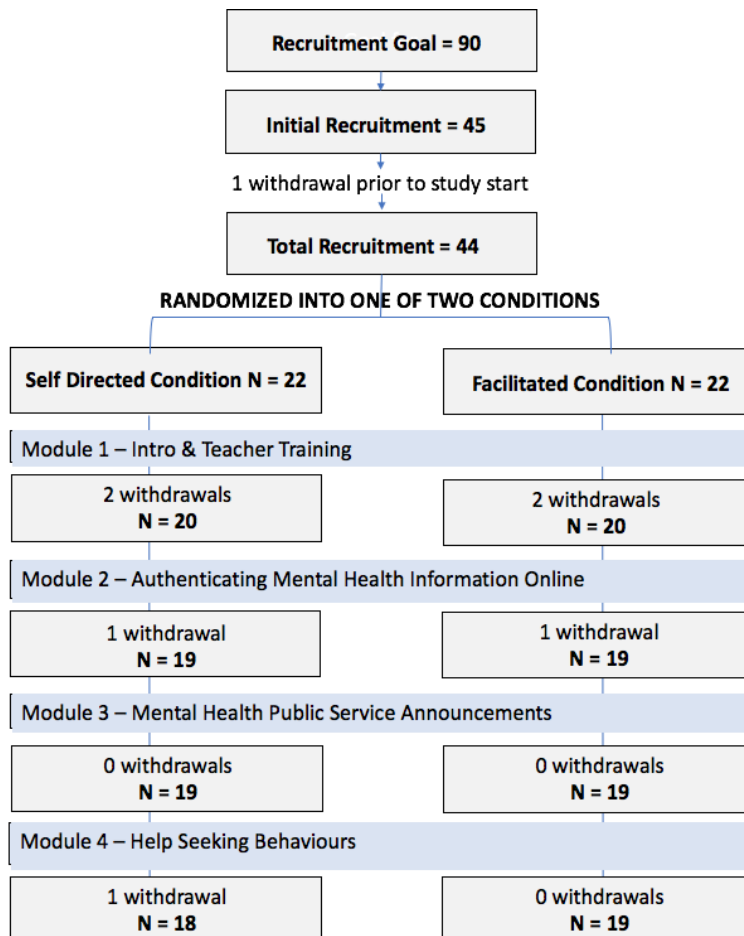 Recruitment Goal = 90
Initial Recruitment = 45
1 withdrawal prior to study start
Total Recruitment = 44
RANDOMIZED INTO ONE OF TWO CONDITIONS
Self Directed Condition N = 22
Facilitated Condition N = 22
Module 1 – Intro & Teacher Training
2 withdrawals
N = 20
2 withdrawals
N = 20
Module 2 – Authenticating Mental Health Information Online
1 withdrawal
N = 19
1 withdrawal
N = 19
Module 3 – Mental Health Public Service Announcements
0 withdrawals
N = 19
0 withdrawals
N = 19
Module 4 – Help Seeking Behaviours
1 withdrawal
N = 18
0 withdrawals
N = 19